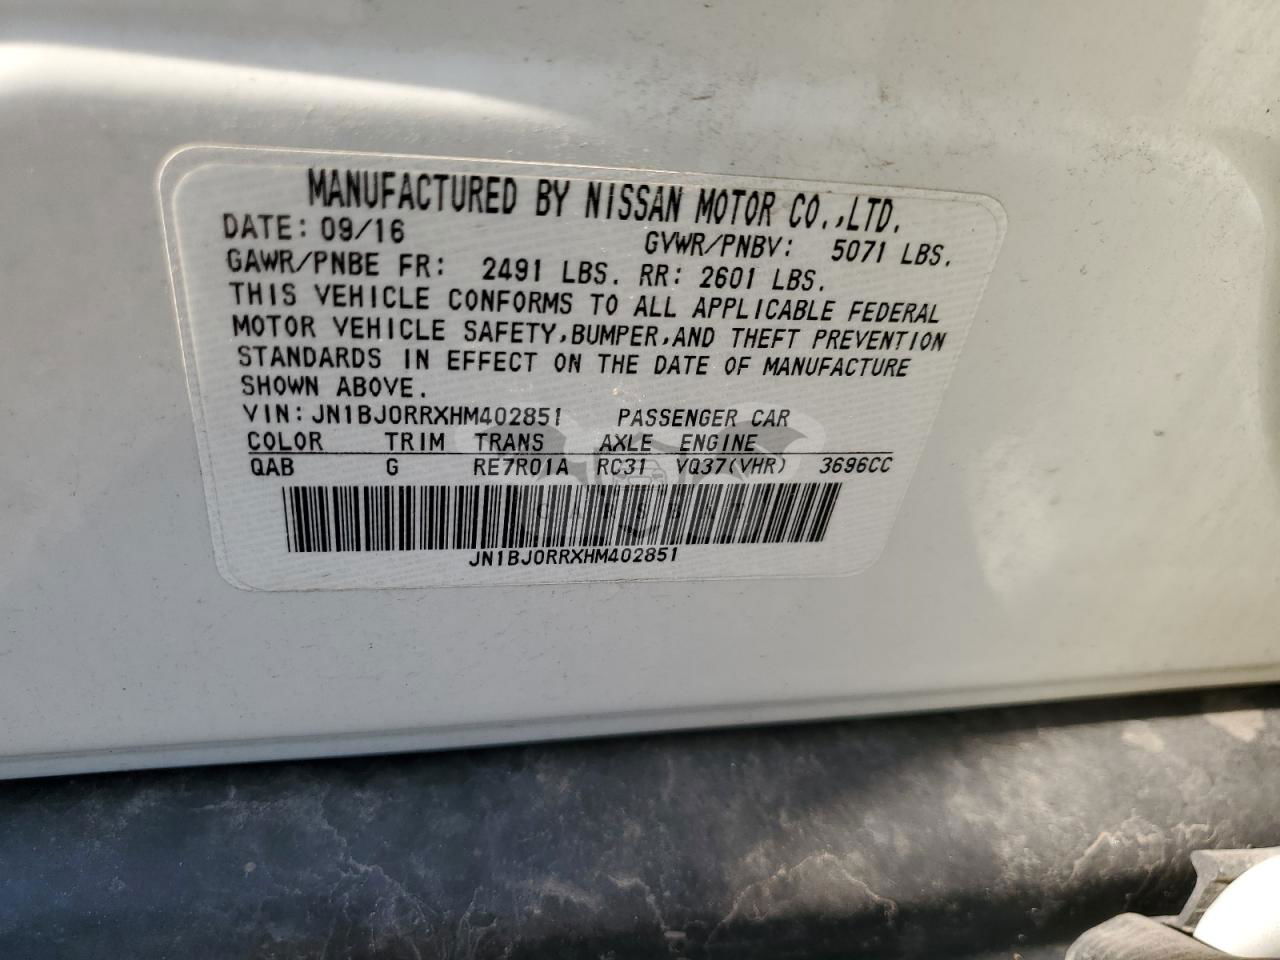 MANUFACTURED BY NISSAN MOTOR CO.,LTD.
DATE: 09/16 GVWR/PNBV: 5071 LBS.
GAWR/PNBE FR: 2491 LBS. RR: 2601 LBS.
THIS VEHICLE CONFORMS TO ALL APPLICABLE FEDERAL
MOTOR VEHICLE SAFETY,BUMPER,AND THEFT PREVENTION
STANDARDS IN EFFECT ON THE DATE OF MANUFACTURE
SHOWN ABOVE.
VIN:JN1BJ0RRXHM402851 PASSENGER CAR
COLOR TRIM TRANS AXLE ENGINE
QAB G RE7R01A RC31 VQ37(VHR) 3696CC
JN1BJ0RRXHM402851